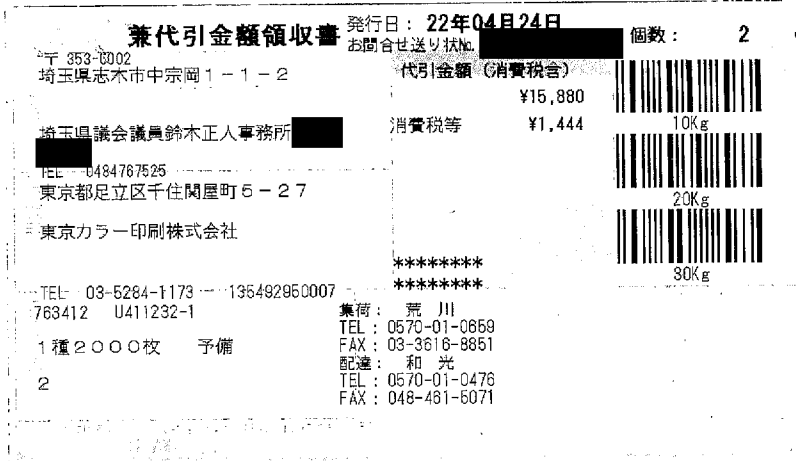 兼代引金額領収書
発行日： 22年04月24日
お問合せ送り状No.
個数： 2
〒 353-0002
埼玉県志木市中宗岡１－１－２
代引金額（消費税含）
¥15,880
消費税等 ¥1,444
埼玉県議会議員鈴木正人事務所
TEL 0484767525
東京都足立区千住関屋町５－２７
東京カラー印刷株式会社
10Kg
20Kg
30Kg
********
********
TEL 03-5284-1173 135492950007
763412 U411232-1
１種２０００枚 予備
2
集荷： 荒 川
TEL：0570-01-0659
FAX：03-3616-8851
配達： 和 光
TEL：0570-01-0476
FAX：048-461-5071